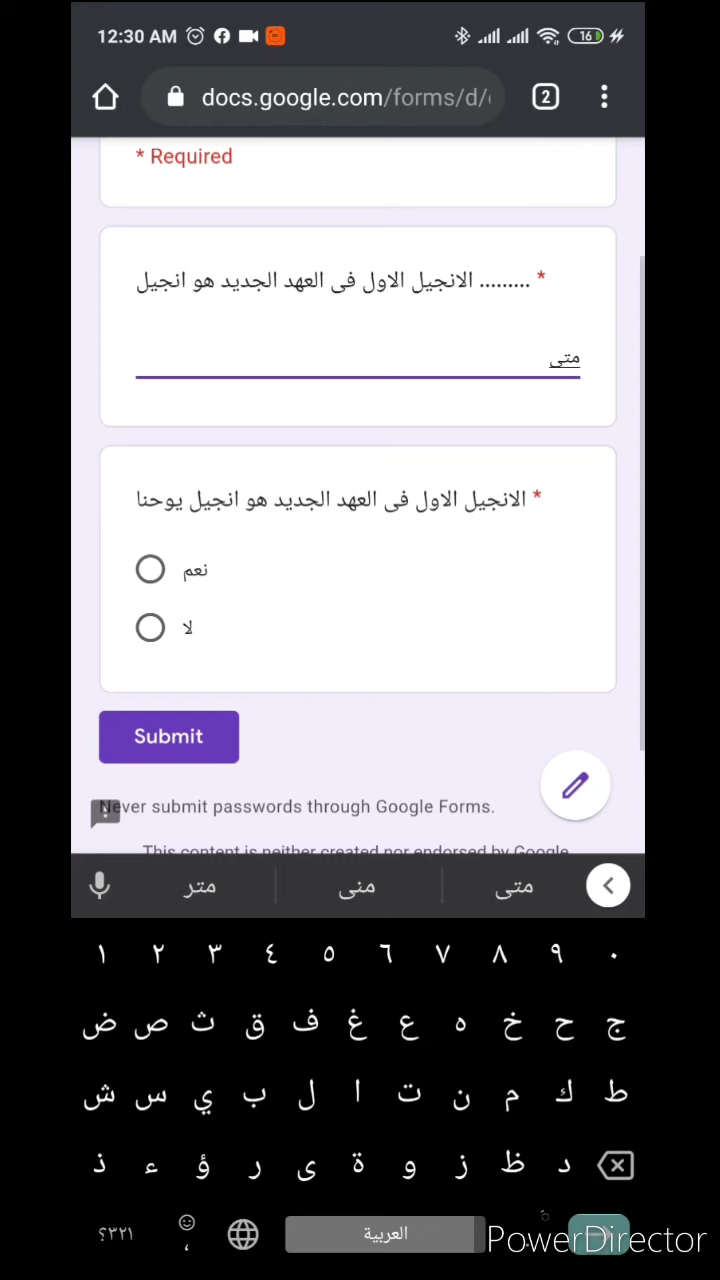 12:30 AM
16
docs.google.com/forms/d/
2
* Required
الانجيل الاول فى العهد الجديد هو انجيل ......... *
متى
الانجيل الاول فى العهد الجديد هو انجيل يوحنا *
نعم
لا
Submit
Never submit passwords through Google Forms.
This content is neither created nor endorsed by Google
متر منى متى
١ ٢ ٣ ٤ ٥ ٦ ٧ ٨ ٩ ٠
ض ص ث ق ف غ ع ه خ ح ج
ش س ي ب ل ا ت ن م ك ط
ذ ء ؤ ر ى ة و ز ظ د
٣٢١؟ ، العربية .
PowerDirector